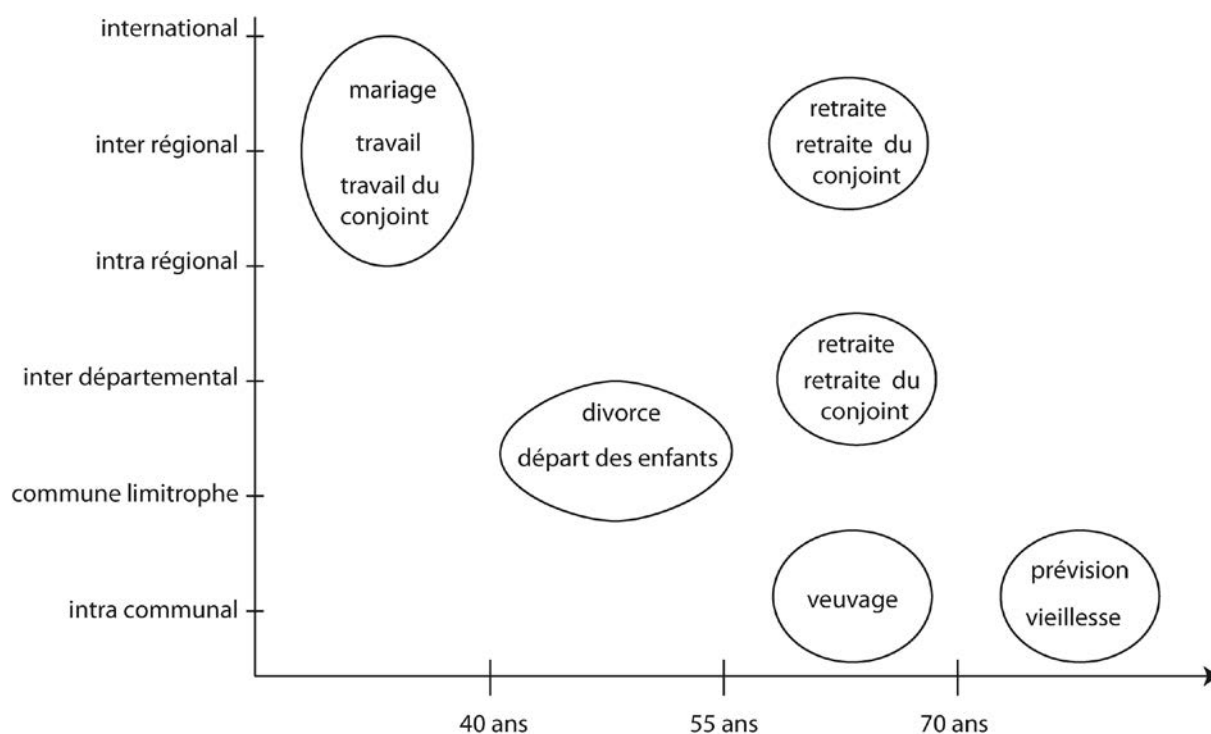 international
inter régional
intra régional
inter départemental
commune limitrophe
intra communal
mariage
travail
travail du
conjoint
retraite
retraite du
conjoint
retraite
retraite du
conjoint
divorce
départ des enfants
veuvage
prévision
vieillesse
40 ans
55 ans
70 ans